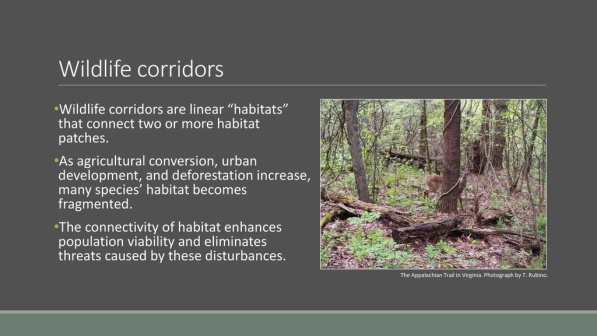 Wildlife corridors
•Wildlife corridors are linear “habitats”
that connect two or more habitat
patches.
•As agricultural conversion, urban
development, and deforestation increase,
many species’ habitat becomes
fragmented.
•The connectivity of habitat enhances
population viability and eliminates
threats caused by these disturbances.
The Appalachian Trail in Virginia. Photograph by T. Rubino.